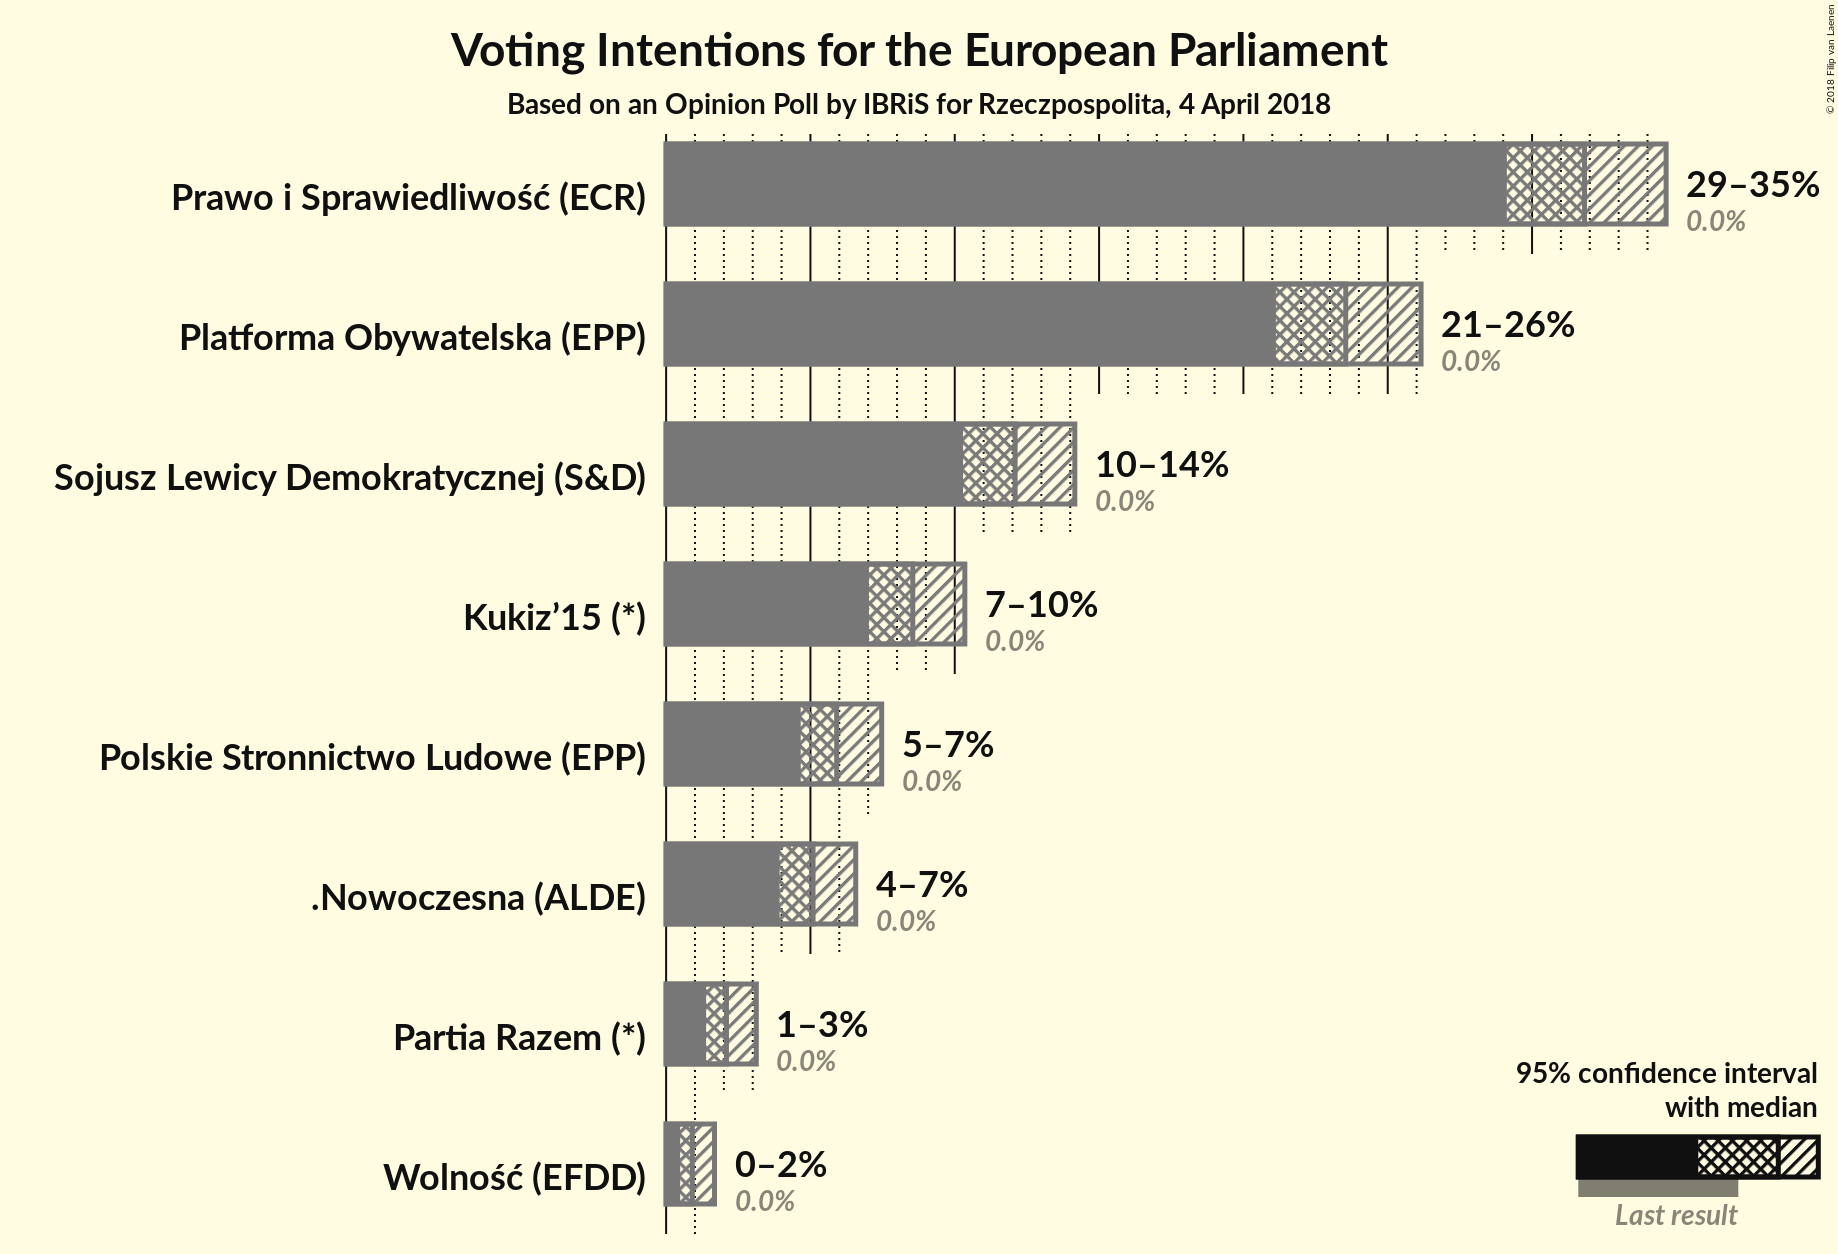 Voting Intentions for the European Parliament
Based on an Opinion Poll by IBRiS for Rzeczpospolita, 4 April 2018
© 2018 Filip van Laenen
Prawo i Sprawiedliwość (ECR)
29–35%
0.0%
Platforma Obywatelska (EPP)
21–26%
0.0%
Sojusz Lewicy Demokratycznej (S&D)
10–14%
0.0%
Kukiz’15 (*)
7–10%
0.0%
Polskie Stronnictwo Ludowe (EPP)
5–7%
0.0%
.Nowoczesna (ALDE)
4–7%
0.0%
Partia Razem (*)
1–3%
0.0%
Wolność (EFDD)
0–2%
0.0%
95% confidence interval
with median
Last result